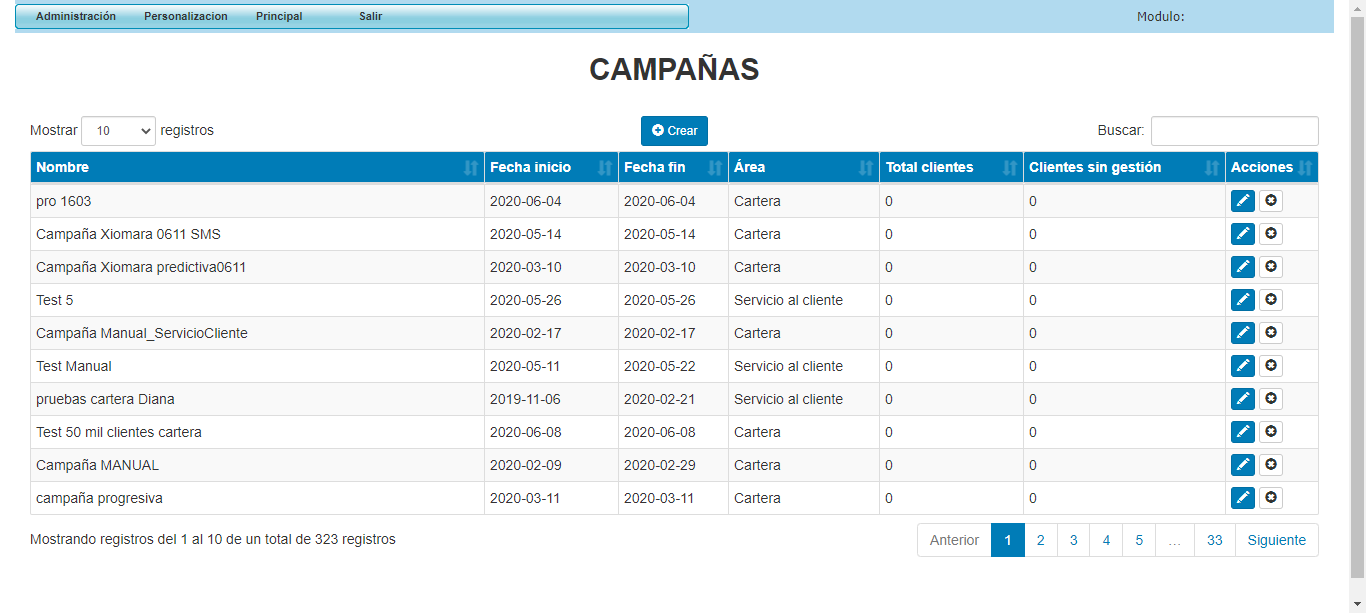 Administración Personalizacion Principal Salir Modulo:
CAMPAÑAS
Mostrar 10 registros Crear Buscar:
Nombre Fecha inicio Fecha fin Área Total clientes Clientes sin gestión Acciones
pro 1603 2020-06-04 2020-06-04 Cartera 0 0
Campaña Xiomara 0611 SMS 2020-05-14 2020-05-14 Cartera 0 0
Campaña Xiomara predictiva0611 2020-03-10 2020-03-10 Cartera 0 0
Test 5 2020-05-26 2020-05-26 Servicio al cliente 0 0
Campaña Manual_ServicioCliente 2020-02-17 2020-02-17 Cartera 0 0
Test Manual 2020-05-11 2020-05-22 Servicio al cliente 0 0
pruebas cartera Diana 2019-11-06 2020-02-21 Servicio al cliente 0 0
Test 50 mil clientes cartera 2020-06-08 2020-06-08 Cartera 0 0
Campaña MANUAL 2020-02-09 2020-02-29 Cartera 0 0
campaña progresiva 2020-03-11 2020-03-11 Cartera 0 0
Mostrando registros del 1 al 10 de un total de 323 registros Anterior 1 2 3 4 5 … 33 Siguiente